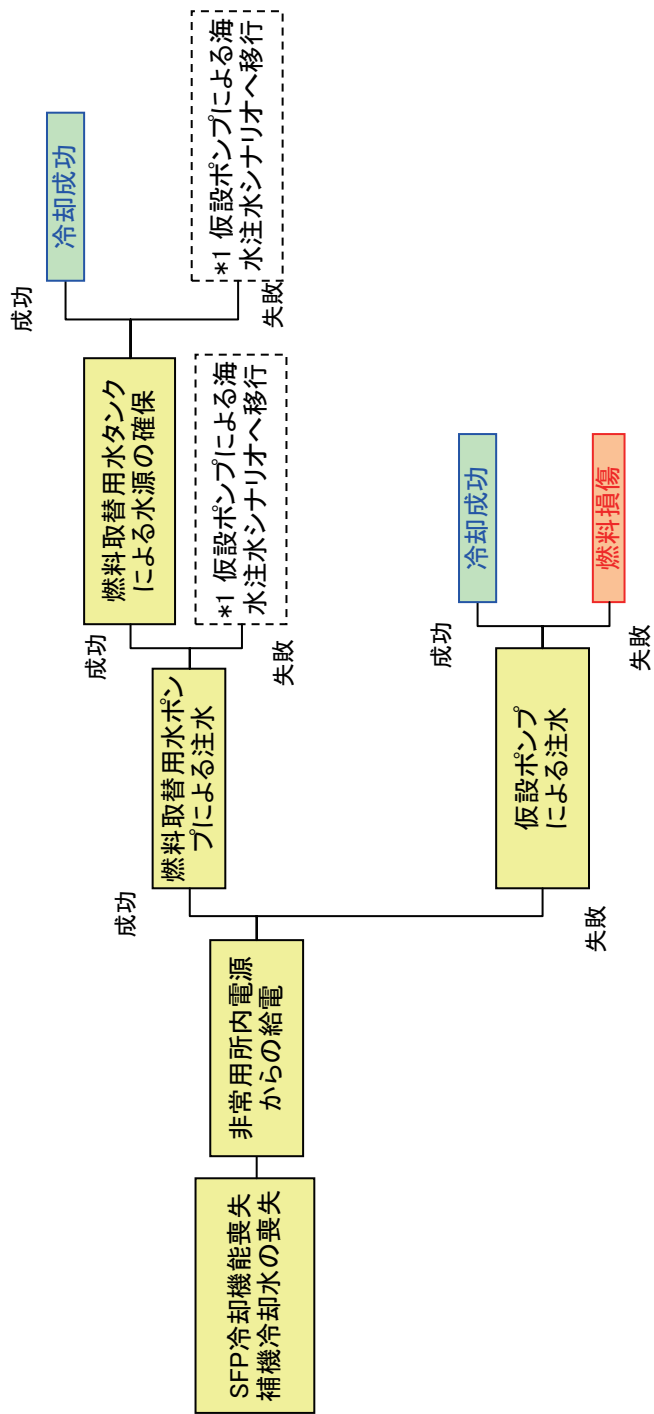 SFP冷却機能喪失
補機冷却水の喪失
非常用所内電源
からの給電
成功
燃料取替用水ポン
プによる注水
成功
燃料取替用水タンク
による水源の確保
成功
冷却成功
失敗
*1 仮設ポンプによる海
水注水シナリオへ移行
失敗
*1 仮設ポンプによる海
水注水シナリオへ移行
失敗
仮設ポンプ
による注水
成功
冷却成功
失敗
燃料損傷